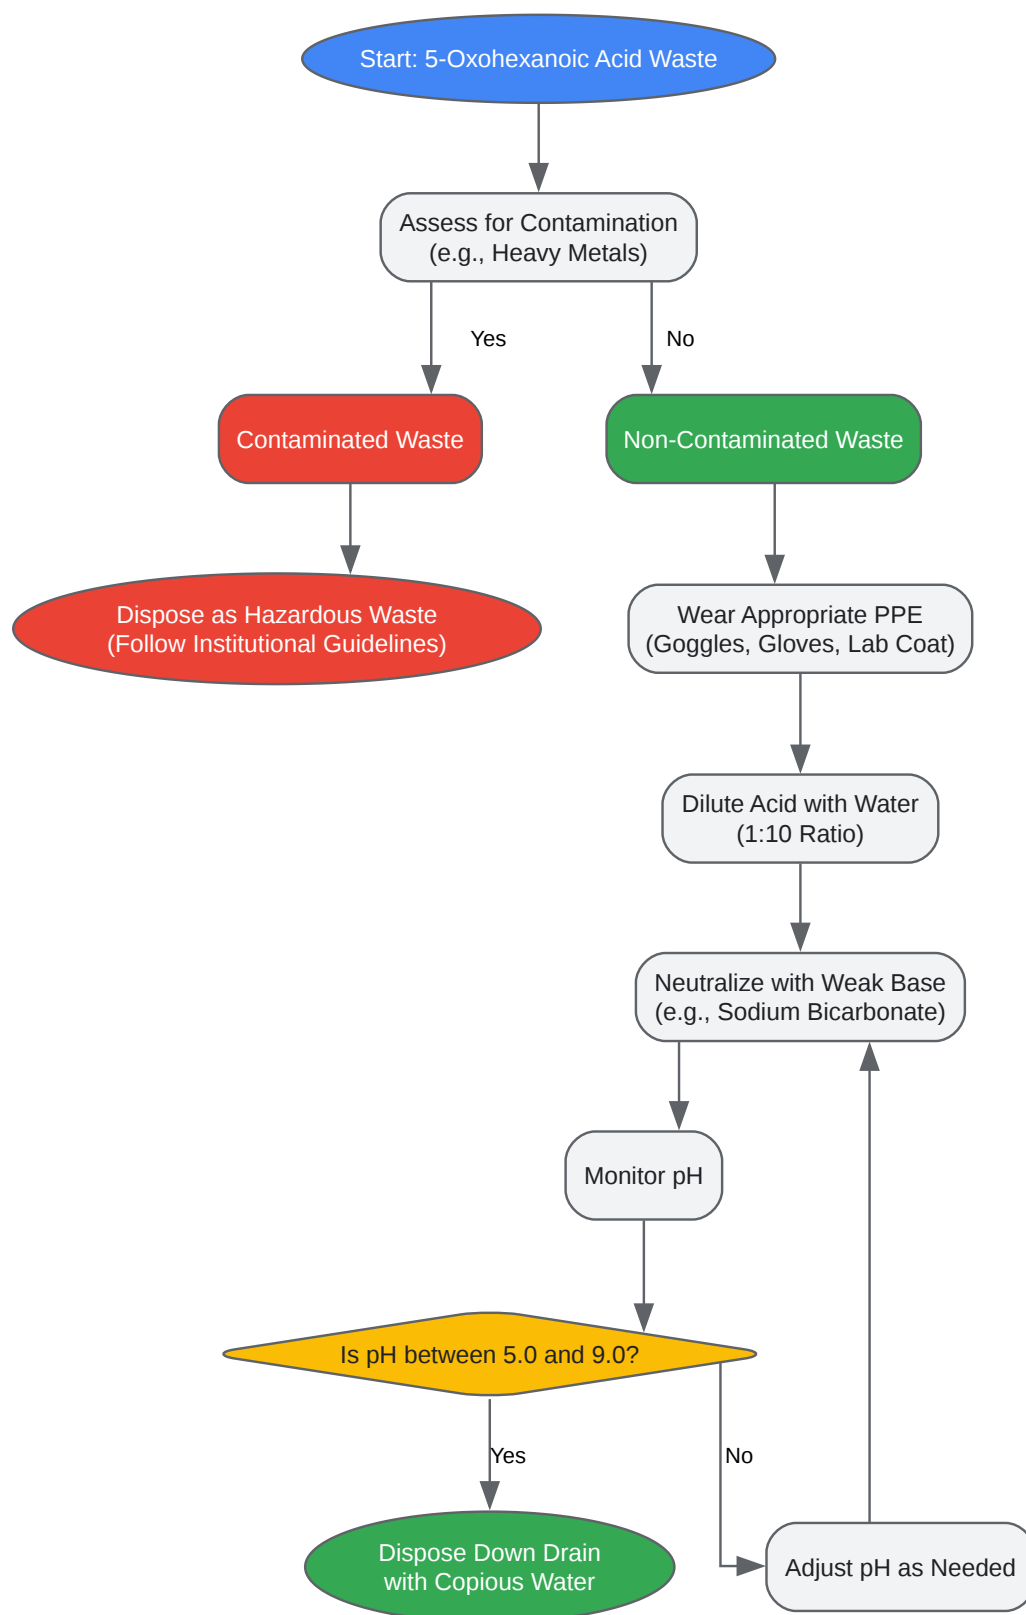 Start: 5-Oxohexanoic Acid Waste
Assess for Contamination
(e.g., Heavy Metals)
Yes
No
Contaminated Waste
Non-Contaminated Waste
Dispose as Hazardous Waste
(Follow Institutional Guidelines)
Wear Appropriate PPE
(Goggles, Gloves, Lab Coat)
Dilute Acid with Water
(1:10 Ratio)
Neutralize with Weak Base
(e.g., Sodium Bicarbonate)
Monitor pH
Is pH between 5.0 and 9.0?
Yes
No
Dispose Down Drain
with Copious Water
Adjust pH as Needed